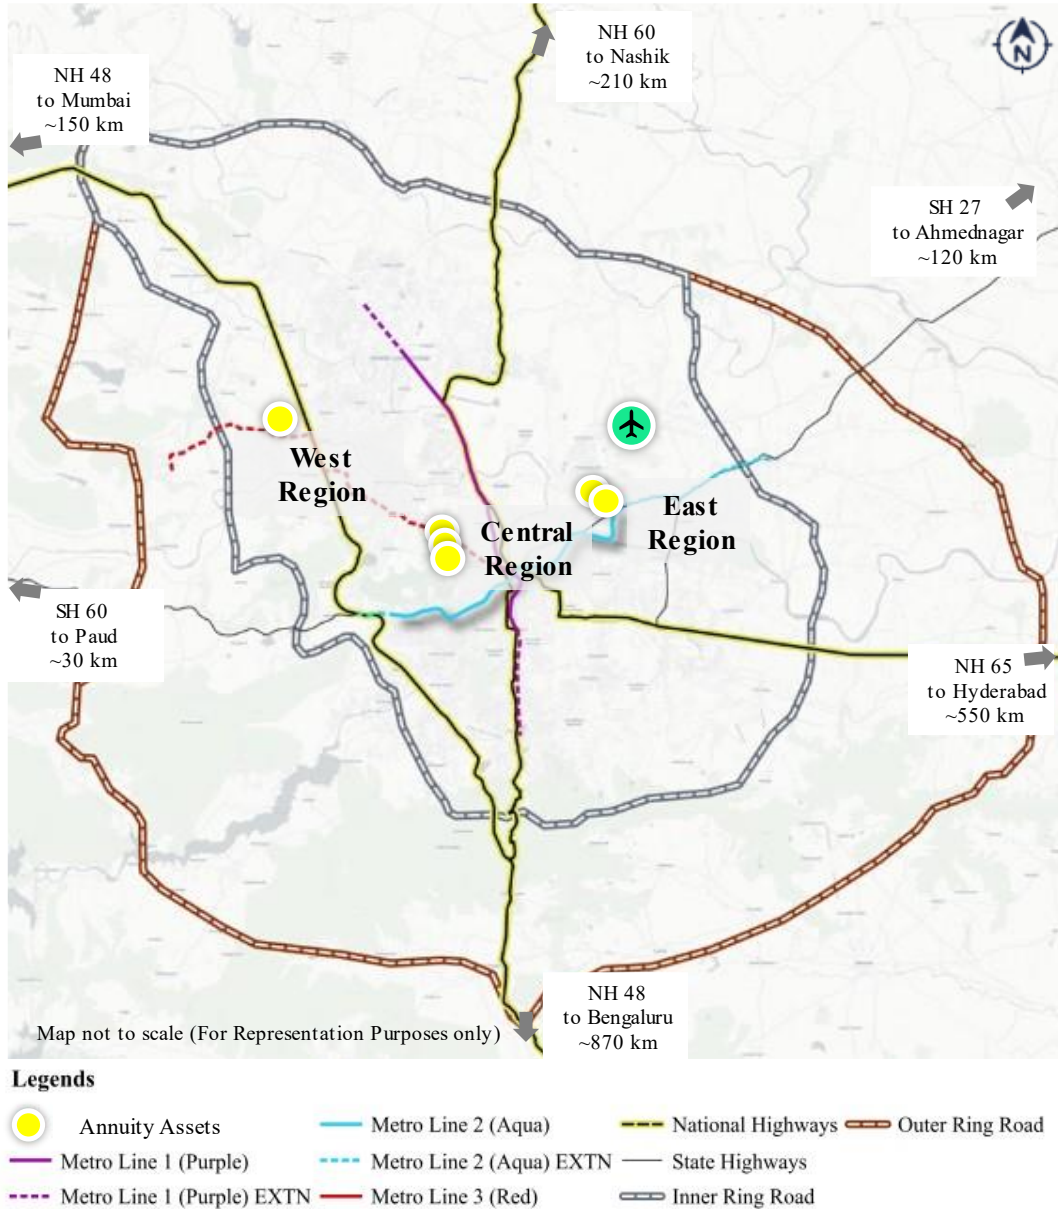 NH 60
to Nashik
~210 km
N
NH 48
to Mumbai
~150 km
SH 27
to Ahmednagar
~120 km
West
Region
Central
Region
East
Region
SH 60
to Paud
~30 km
NH 65
to Hyderabad
~550 km
NH 48
to Bengaluru
~870 km
Map not to scale (For Representation Purposes only)
Legends
Annuity Assets
Metro Line 2 (Aqua)
National Highways
Outer Ring Road
Metro Line 1 (Purple)
Metro Line 2 (Aqua) EXTN
State Highways
Metro Line 1 (Purple) EXTN
Metro Line 3 (Red)
Inner Ring Road